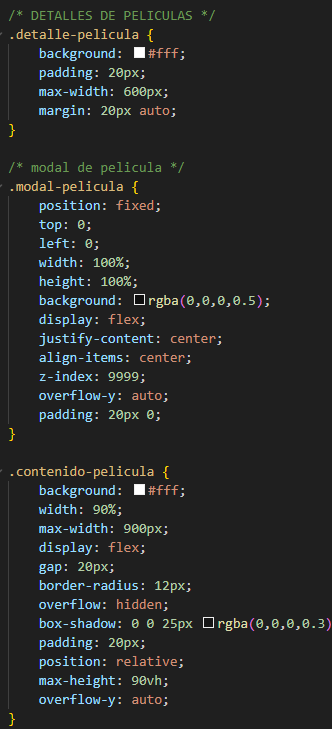 /* DETALLES DE PELICULAS */
.detalle-pelicula {
background: #fff;
padding: 20px;
max-width: 600px;
margin: 20px auto;
}
/* modal de pelicula */
.modal-pelicula {
position: fixed;
top: 0;
left: 0;
width: 100%;
height: 100%;
background: rgba(0,0,0,0.5);
display: flex;
justify-content: center;
align-items: center;
z-index: 9999;
overflow-y: auto;
padding: 20px 0;
}
.contenido-pelicula {
background: #fff;
width: 90%;
max-width: 900px;
display: flex;
gap: 20px;
border-radius: 12px;
overflow: hidden;
box-shadow: 0 0 25px rgba(0,0,0,0.3)
padding: 20px;
position: relative;
max-height: 90vh;
overflow-y: auto;
}